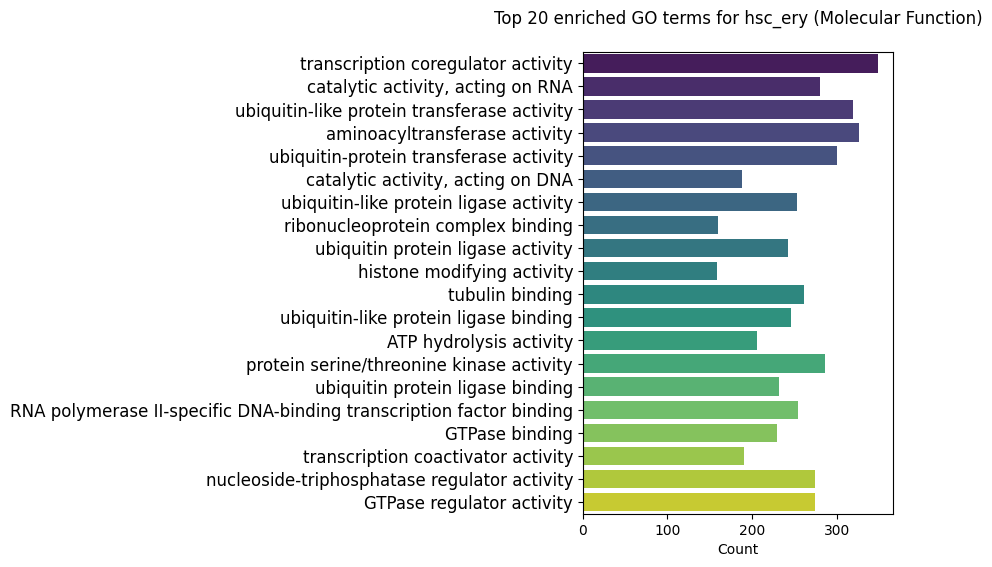 Top 20 enriched GO terms for hsc_ery (Molecular Function)
transcription coregulator activity
catalytic activity, acting on RNA
ubiquitin-like protein transferase activity
aminoacyltransferase activity
ubiquitin-protein transferase activity
catalytic activity, acting on DNA
ubiquitin-like protein ligase activity
ribonucleoprotein complex binding
ubiquitin protein ligase activity
histone modifying activity
tubulin binding
ubiquitin-like protein ligase binding
ATP hydrolysis activity
protein serine/threonine kinase activity
ubiquitin protein ligase binding
RNA polymerase II-specific DNA-binding transcription factor binding
GTPase binding
transcription coactivator activity
nucleoside-triphosphatase regulator activity
GTPase regulator activity
0 100 200 300
Count